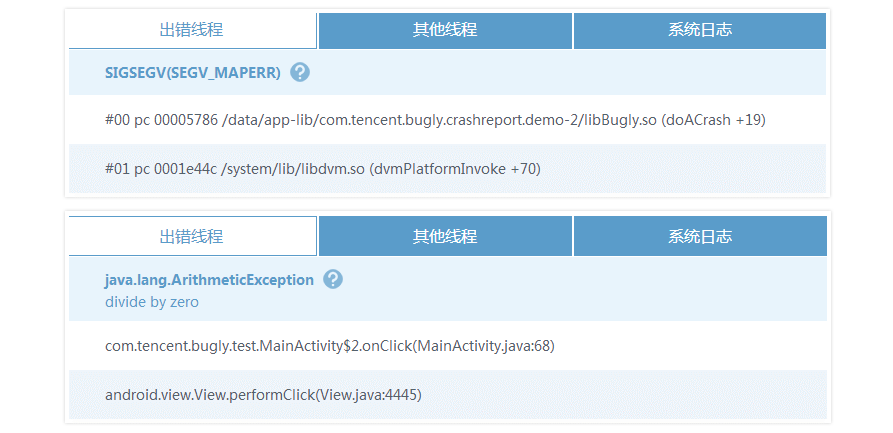 出错线程 其他线程 系统日志
SIGSEGV(SEGV_MAPERR) ?
#00 pc 00005786 /data/app-lib/com.tencent.bugly.crashreport.demo-2/libBugly.so (doACrash +19)
#01 pc 0001e44c /system/lib/libdvm.so (dvmPlatformInvoke +70)
出错线程 其他线程 系统日志
java.lang.ArithmeticException ?
divide by zero
com.tencent.bugly.test.MainActivity$2.onClick(MainActivity.java:68)
android.view.View.performClick(View.java:4445)